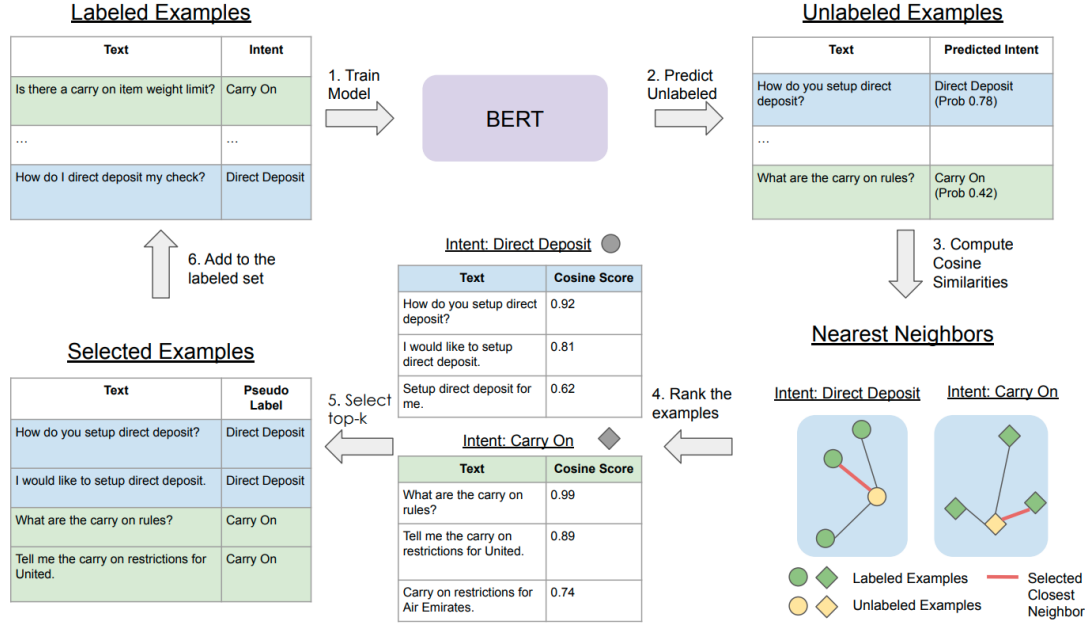 Labeled Examples
Text Intent
Is there a carry on item weight limit? Carry On
... ...
How do I direct deposit my check? Direct Deposit
1. Train
Model
BERT
2. Predict
Unlabeled
Unlabeled Examples
Text Predicted Intent
How do you setup direct
deposit?
Direct Deposit
(Prob 0.78)
...
What are the carry on rules? Carry On
(Prob 0.42)
3. Compute
Cosine
Similarities
Nearest Neighbors
Intent: Direct Deposit
Intent: Carry On
Labeled Examples
Unlabeled Examples
Selected
Closest
Neighbor
4. Rank the
examples
Intent: Direct Deposit
Text Cosine Score
How do you setup direct
deposit?
0.92
I would like to setup
direct deposit.
0.81
Setup direct deposit for
me.
0.62
Intent: Carry On
Text Cosine Score
What are the carry on
rules?
0.99
Tell me the carry on
restrictions for United.
0.89
Carry on restrictions for
Air Emirates.
0.74
5. Select
top-k
Selected Examples
Text Pseudo
Label
How do you setup direct deposit? Direct Deposit
I would like to setup direct deposit. Direct Deposit
What are the carry on rules? Carry On
Tell me the carry on restrictions for
United.
Carry On
6. Add to the
labeled set